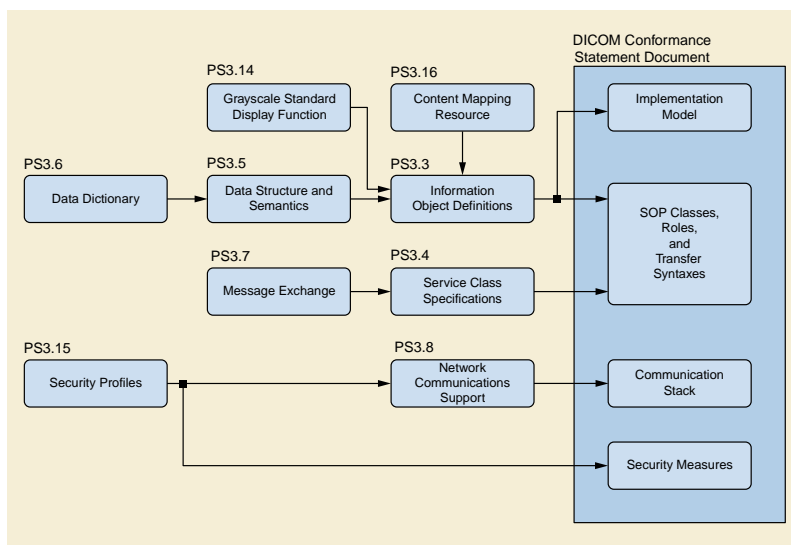 DICOM Conformance
Statement Document
PS3.14
Grayscale Standard
Display Function
PS3.16
Content Mapping
Resource
Implementation
Model
PS3.6
Data Dictionary
PS3.5
Data Structure and
Semantics
PS3.3
Information
Object Definitions
SOP Classes,
Roles,
and
Transfer
Syntaxes
PS3.7
Message Exchange
PS3.4
Service Class
Specifications
PS3.15
Security Profiles
PS3.8
Network
Communications
Support
Communication
Stack
Security Measures